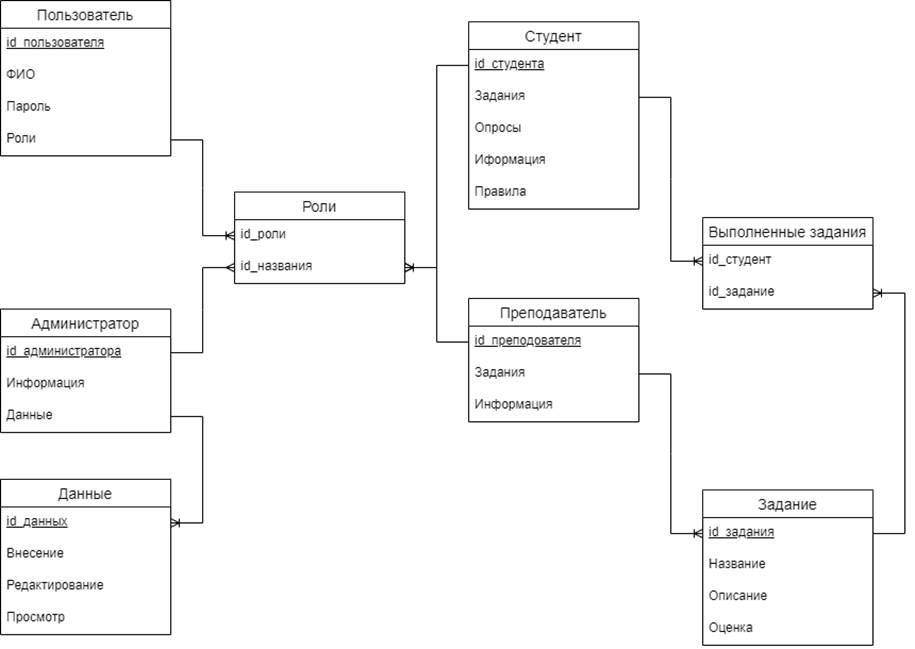 Пользователь
id_пользователя
ФИО
Пароль
Роли
Роли
id_роли
id_названия
Администратор
id_администратора
Информация
Данные
Данные
id_данных
Внесение
Редактирование
Просмотр
Студент
id_студента
Задания
Опросы
Иформация
Правила
Преподаватель
id_преподователя
Задания
Информация
Выполненные задания
id_студент
id_задание
Задание
id_задания
Название
Описание
Оценка